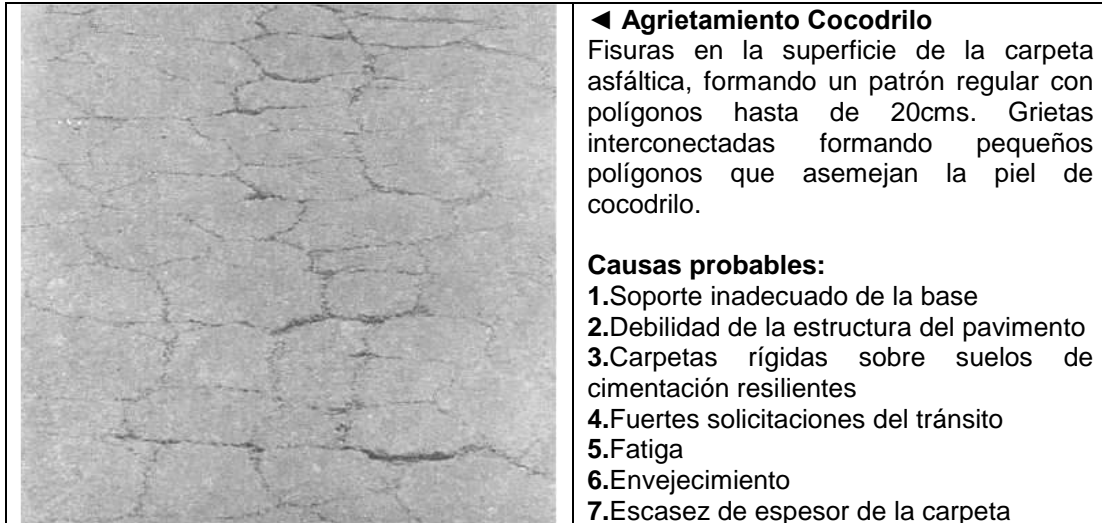 ◄ Agrietamiento Cocodrilo
Fisuras en la superficie de la carpeta
asfáltica, formando un patrón regular con
polígonos hasta de 20cms. Grietas
interconectadas formando pequeños
polígonos que asemejan la piel de
cocodrilo.
Causas probables:
1.Soporte inadecuado de la base
2.Debilidad de la estructura del pavimento
3.Carpetas rígidas sobre suelos de
cimentación resilientes
4.Fuertes solicitaciones del tránsito
5.Fatiga
6.Envejecimiento
7.Escasez de espesor de la carpeta